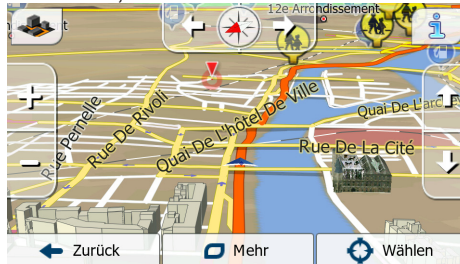 12e Arrondissement
Rue Pernelle
Rue De Rivoli
Quai De L'hôtel De Ville
Quai De L'arc
Rue De La Cité
Zurück
Mehr
Wählen